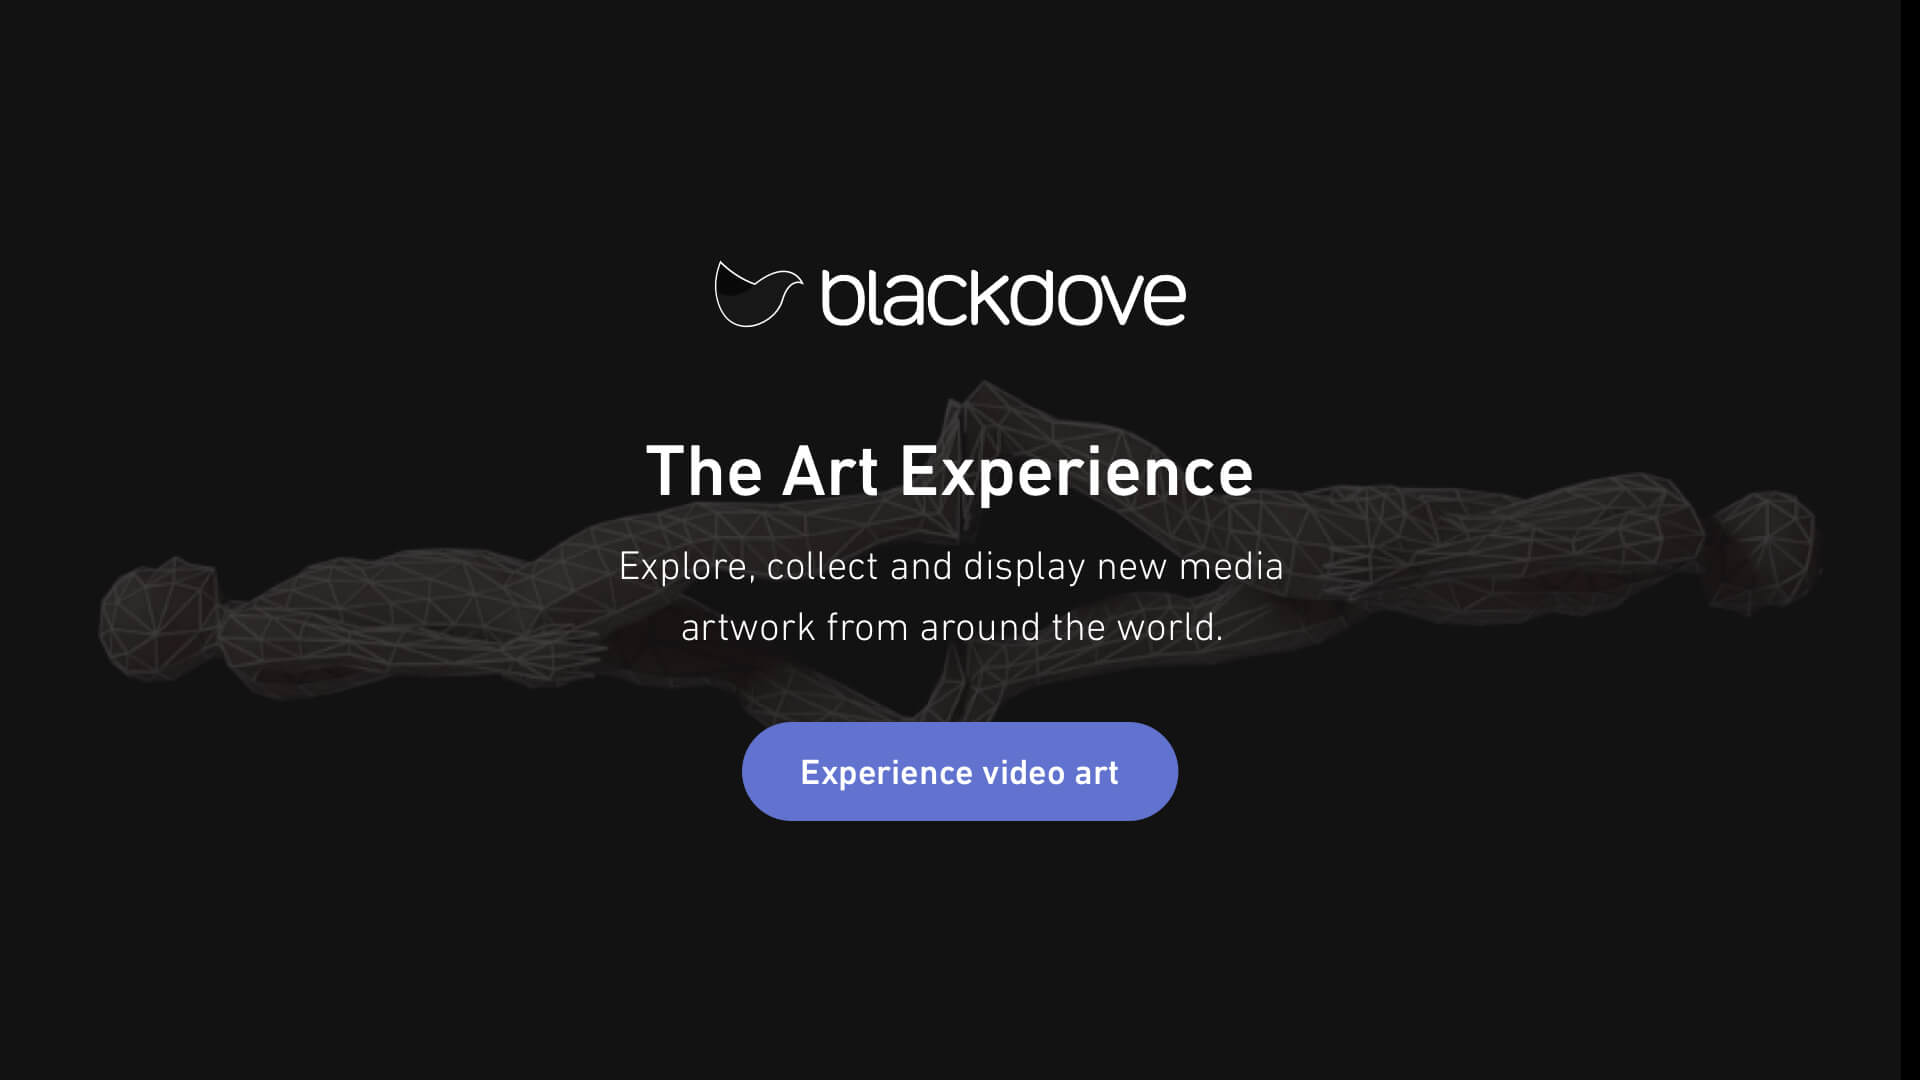 blackdove
The Art Experience
Explore, collect and display new media
artwork from around the world.
Experience video art